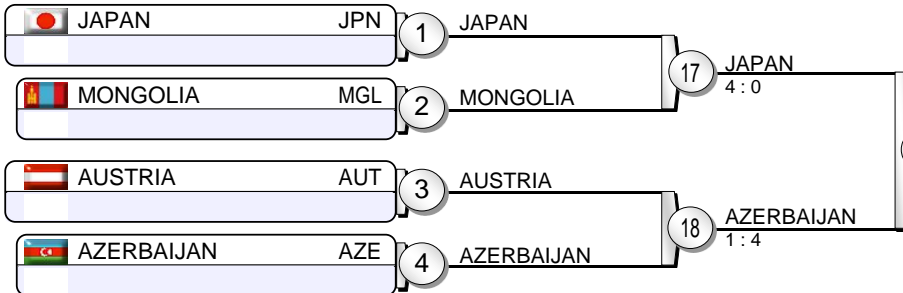 JAPAN JPN
1 JAPAN
17 JAPAN
4 : 0
MONGOLIA MGL
2 MONGOLIA
AUSTRIA AUT
3 AUSTRIA
18 AZERBAIJAN
1 : 4
AZERBAIJAN AZE
4 AZERBAIJAN